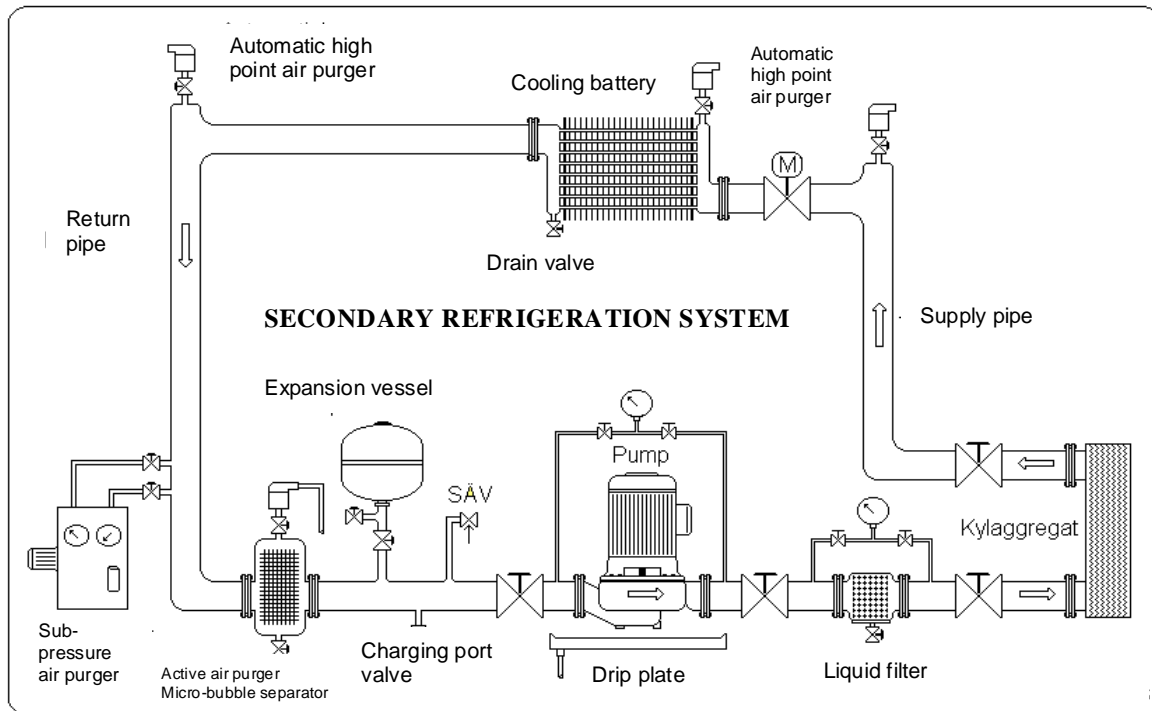 Automatic high
point air purger
Cooling battery
Automatic
high point
air purger
M
Return
pipe
Drain valve
SECONDARY REFRIGERATION SYSTEM
Supply pipe
Expansion vessel
Pump
SÄV
Kylaggregat
Sub-
pressure
air purger
Active air purger
Micro-bubble separator
Charging port
valve
Drip plate
Liquid filter